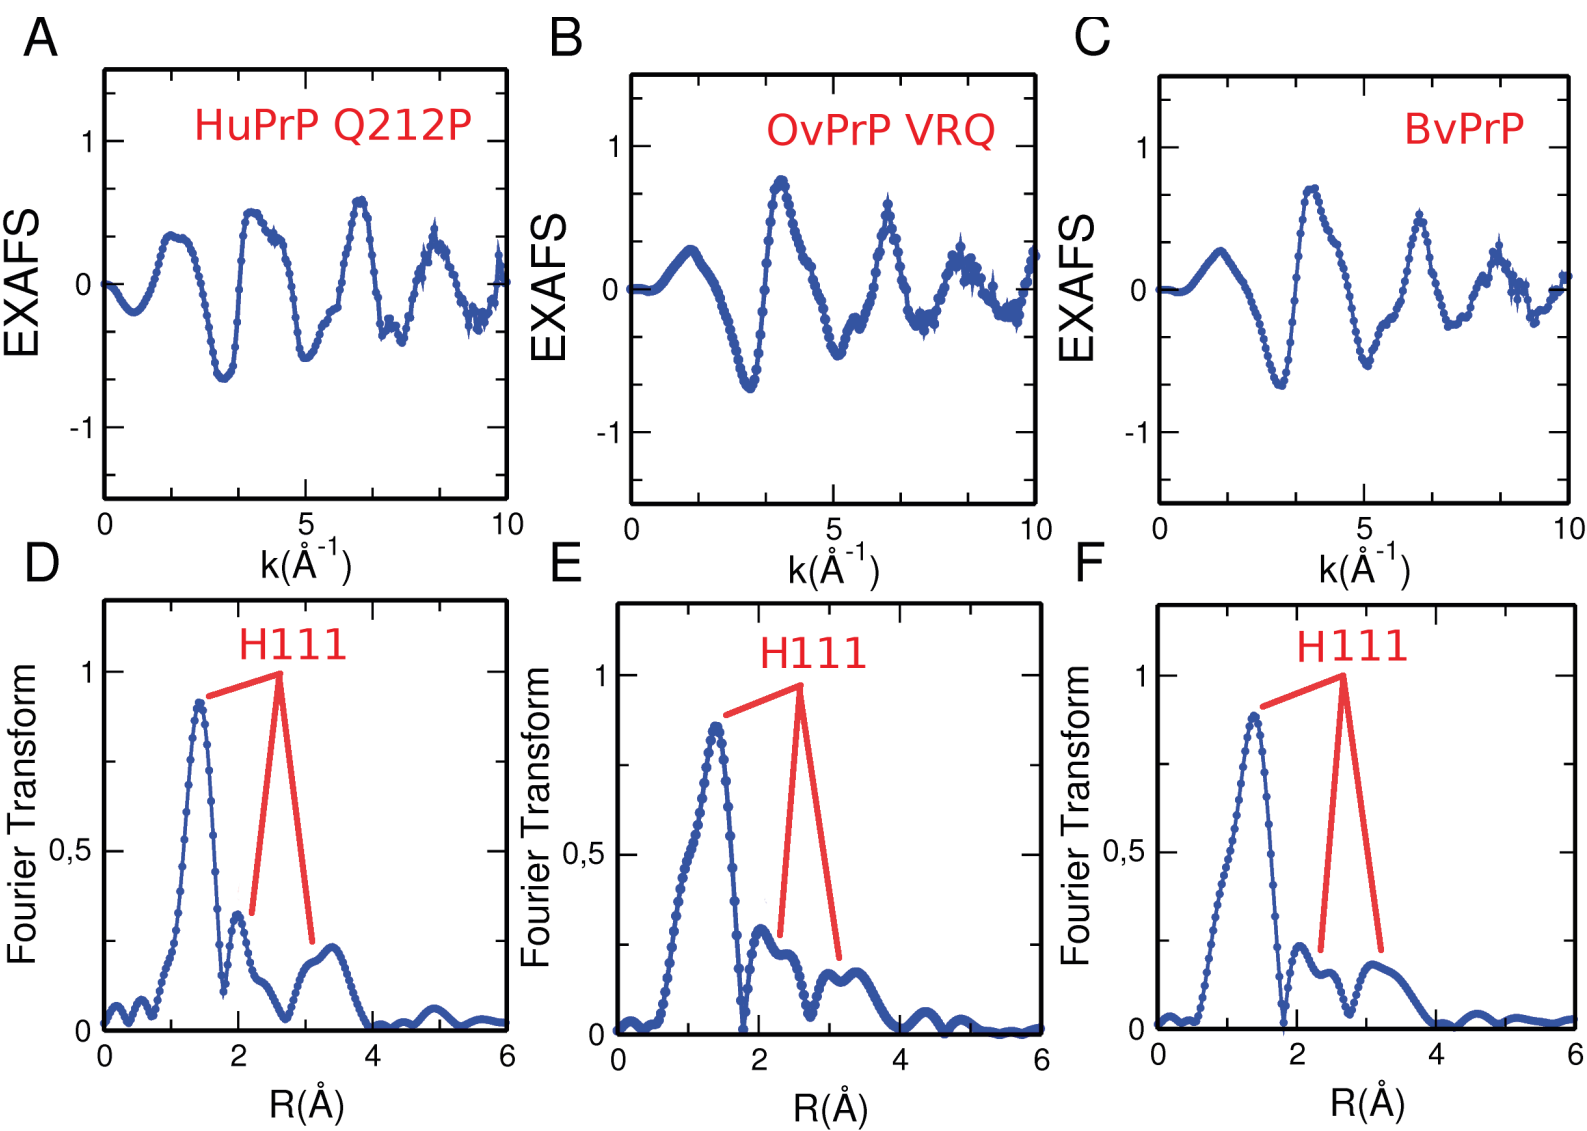 A
B
C
HuPrP Q212P
OvPrP VRQ
BvPrP
1
0
-1
EXAFS
1
0
-1
EXAFS
1
0
-1
EXAFS
0 5 10
0 5 10
0 5 10
k(Å⁻¹)
k(Å⁻¹)
k(Å⁻¹)
D
E
F
H111
H111
H111
1
0,5
0
Fourier Transform
1
0,5
0
Fourier Transform
1
0,5
0
Fourier Transform
0 2 4 6
0 2 4 6
0 2 4 6
R(Å)
R(Å)
R(Å)